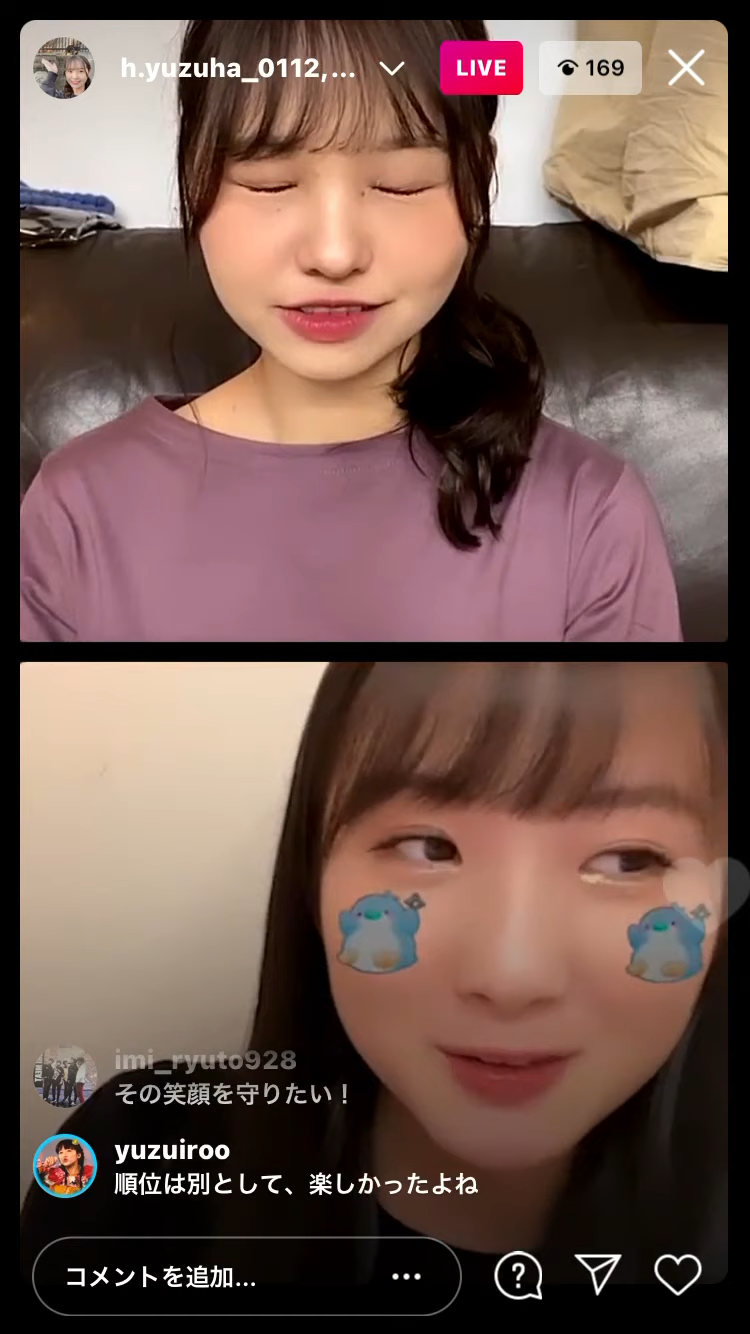 h.yuzuha_0112,...
LIVE
169
imi_ryuto928
その笑顔を守りたい！
yuzuiroo
順位は別として、楽しかったよね
コメントを追加...